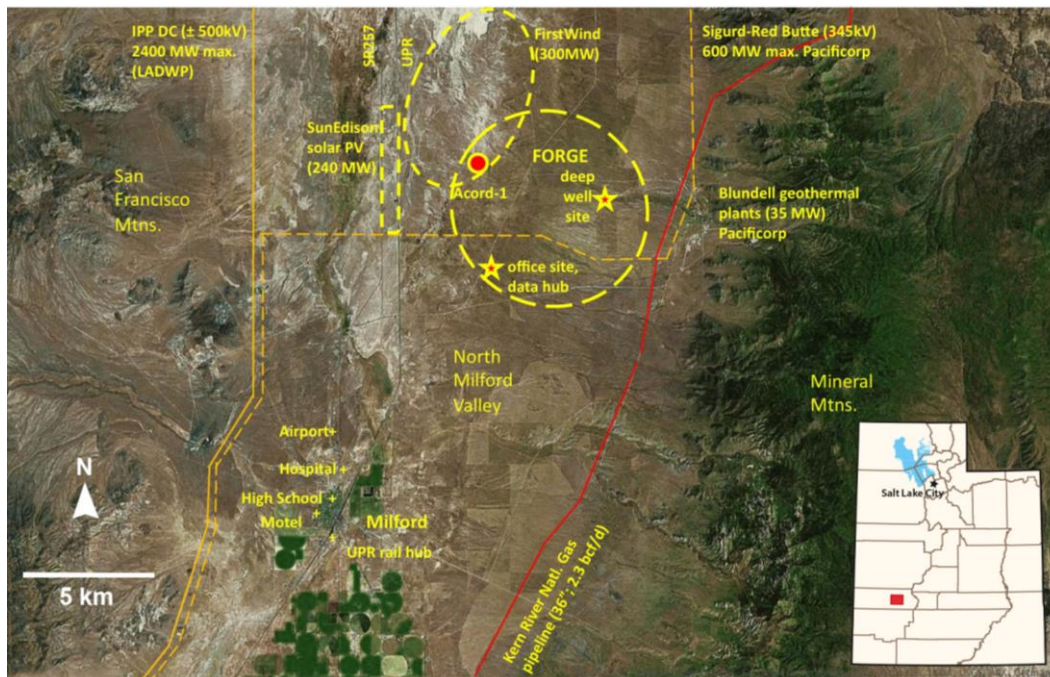 IPP DC (± 500kV)
2400 MW max.
(LADWP)
SR257
UPR
FirstWind
(300MW)
Sigurd-Red Butte (345kV)
600 MW max. Pacificorp
SunEdison
solar PV
(240 MW)
FORGE
deep
well
site
Acord-1
San
Francisco
Mtns.
Blundell geothermal
plants (35 MW)
Pacificorp
office site,
data hub
North
Milford
Valley
Mineral
Mtns.
Airport+
Hospital+
High School+
Motel
Milford
UPR rail hub
N
5 km
Kern River Natl. Gas
pipeline (36"; 2.3 bcf/d)
Salt Lake City